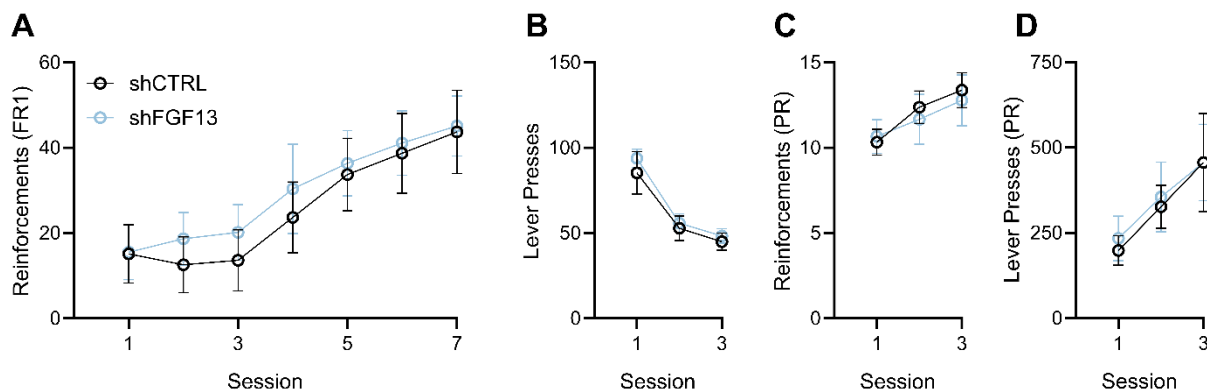 A
Reinforcements (FR1)
60
40
20
0
shCTRL
shFGF13
1
3
5
7
Session
B
Lever Presses
150
100
50
0
1
3
Session
C
Reinforcements (PR)
15
10
5
0
1
3
Session
D
Lever Presses (PR)
750
500
250
0
1
3
Session